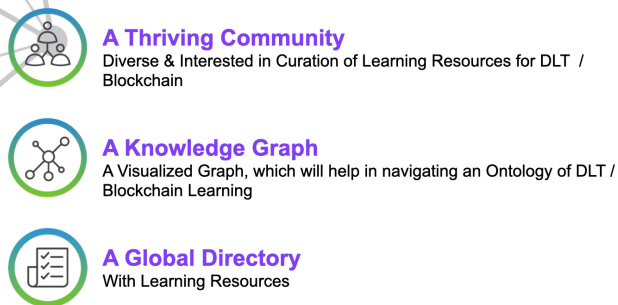 A Thriving Community
Diverse & Interested in Curation of Learning Resources for DLT /
Blockchain
A Knowledge Graph
A Visualized Graph, which will help in navigating an Ontology of DLT /
Blockchain Learning
A Global Directory
With Learning Resources